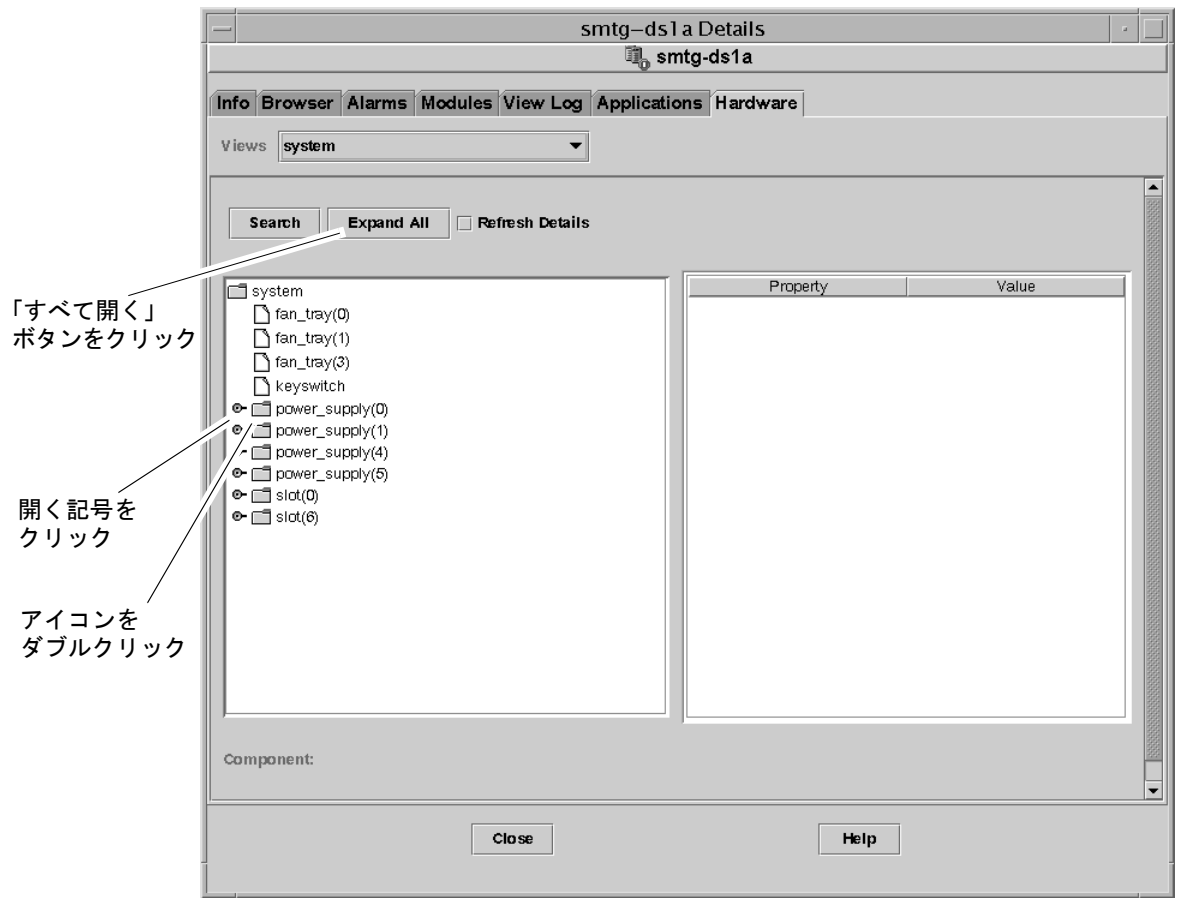 smtg-ds1a Details
smtg-ds1a
Info Browser Alarms Modules View Log Applications Hardware
Views system
Search Expand All Refresh Details
「すべて開く」
ボタンをクリック
system
fan_tray(0)
fan_tray(1)
fan_tray(3)
keyswitch
power_supply(0)
power_supply(1)
power_supply(4)
power_supply(5)
slot(0)
slot(6)
Property Value
開く記号を
クリック
アイコンを
ダブルクリック
Component:
Close Help